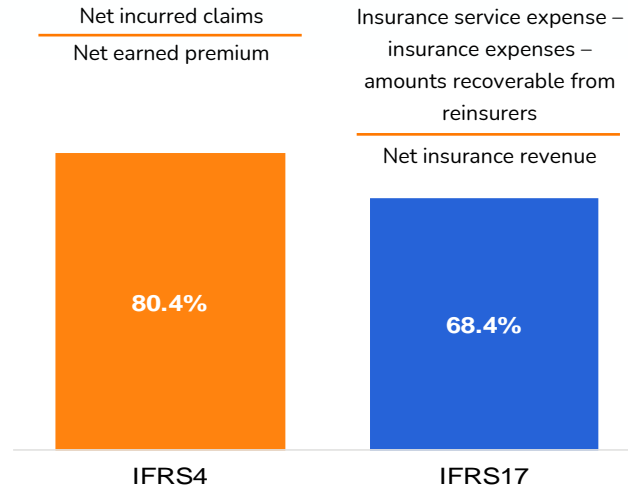 Net incurred claims
Net earned premium
Insurance service expense –
insurance expenses –
amounts recoverable from
reinsurers
Net insurance revenue
80.4%
68.4%
IFRS4
IFRS17